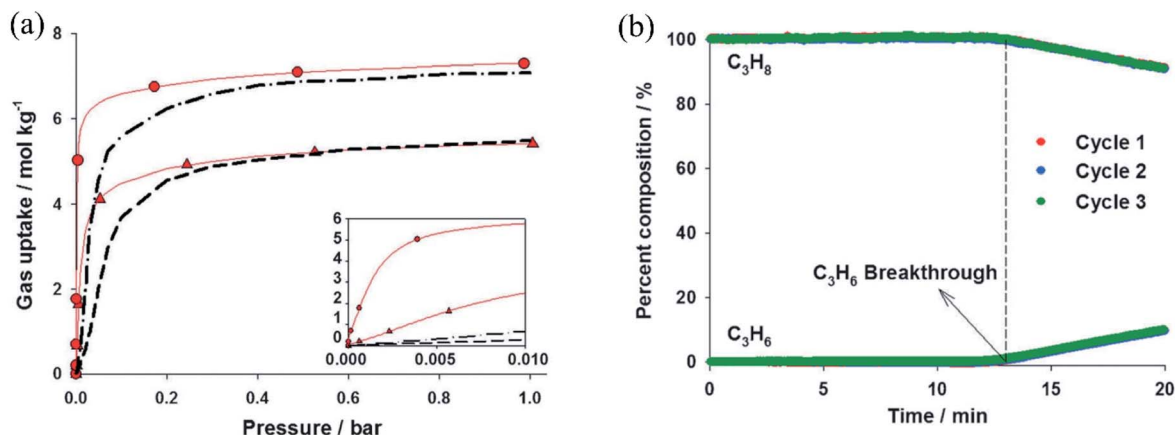 (a)
8
6
4
2
0
Gas uptake / mol kg⁻¹
0.0 0.2 0.4 0.6 0.8 1.0
Pressure / bar
6
5
4
3
2
1
0
0.000 0.005 0.010
(b)
100
80
60
40
20
0
Percent composition / %
C₃H₈
Cycle 1
Cycle 2
Cycle 3
C₃H₆ Breakthrough
C₃H₆
0 5 10 15 20
Time / min